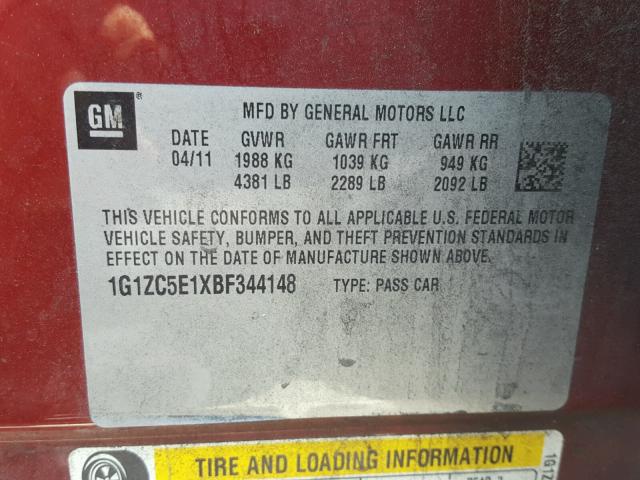 GM®
MFD BY GENERAL MOTORS LLC
DATE GVWR GAWR FRT GAWR RR
04/11 1988 KG 1039 KG 949 KG
4381 LB 2289 LB 2092 LB
THIS VEHICLE CONFORMS TO ALL APPLICABLE U.S. FEDERAL MOTOR
VEHICLE SAFETY, BUMPER, AND THEFT PREVENTION STANDARDS IN
EFFECT ON THE DATE OF MANUFACTURE SHOWN ABOVE.
1G1ZC5E1XBF344148 TYPE: PASS CAR
TIRE AND LOADING INFORMATION
1G1Z